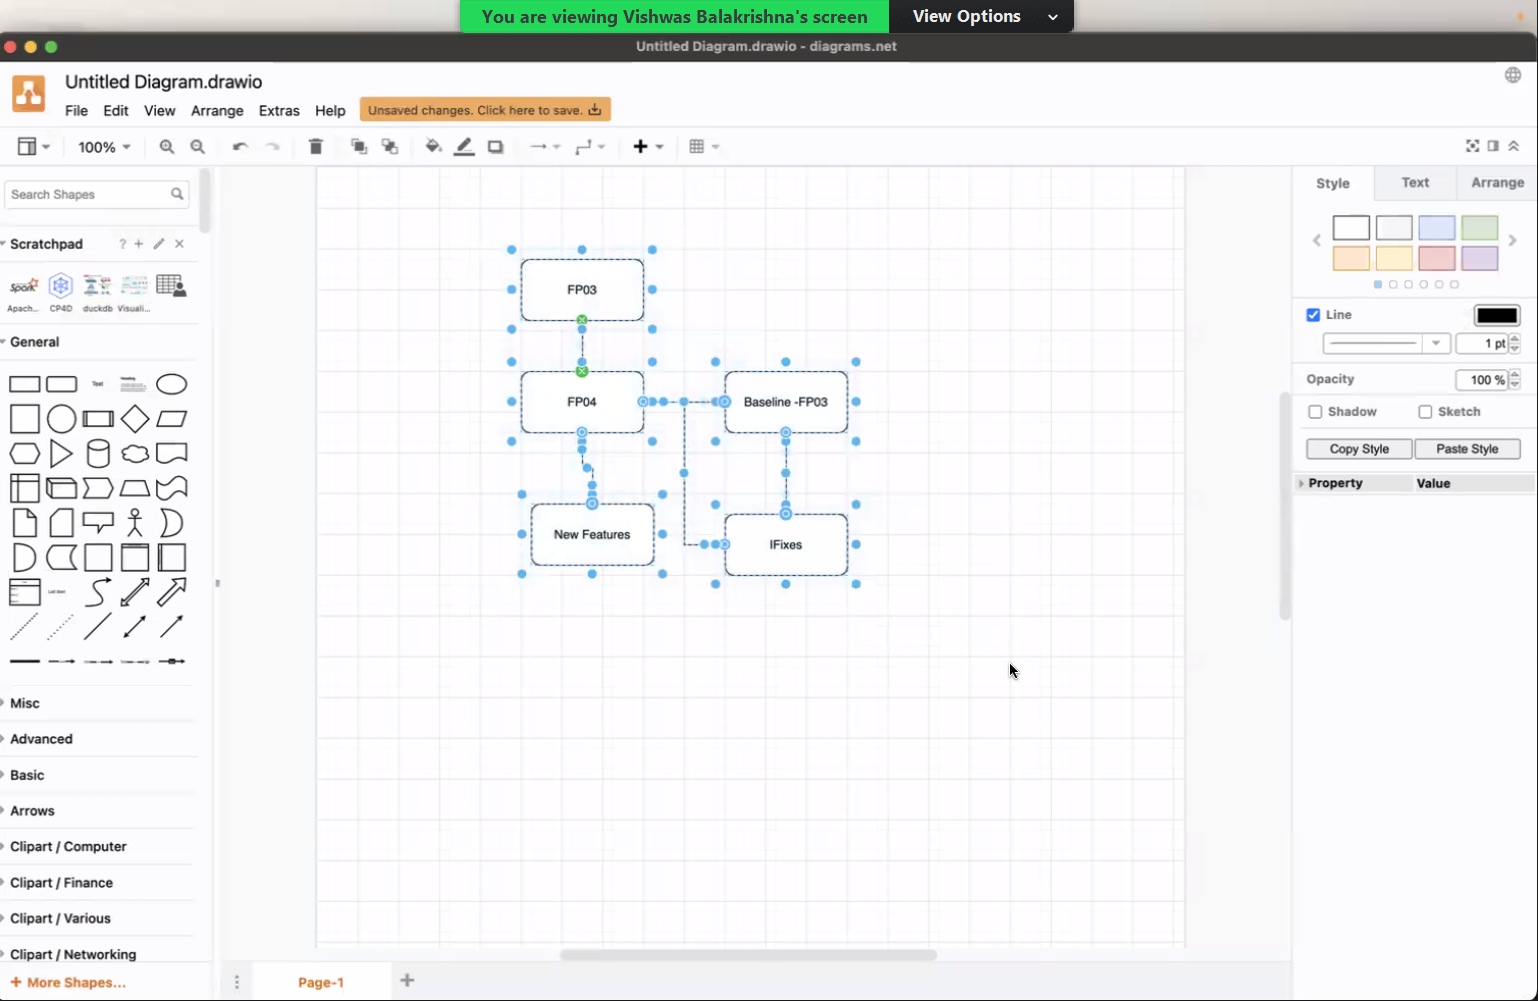 You are viewing Vishwas Balakrishna's screen
View Options
Untitled Diagram.drawio - diagrams.net
Untitled Diagram.drawio
File Edit View Arrange Extras Help Unsaved changes. Click here to save.
100%
Search Shapes
Scratchpad ?
Spark
Apach... CP4D duckdb Visuali...
General
Text Heading
List Item
Misc
Advanced
Basic
Arrows
Clipart / Computer
Clipart / Finance
Clipart / Various
Clipart / Networking
+ More Shapes...
FP03
FP04 Baseline -FP03
New Features IFixes
Page-1
Style Text Arrange
Line
1 pt
Opacity 100 %
Shadow Sketch
Copy Style Paste Style
Property Value